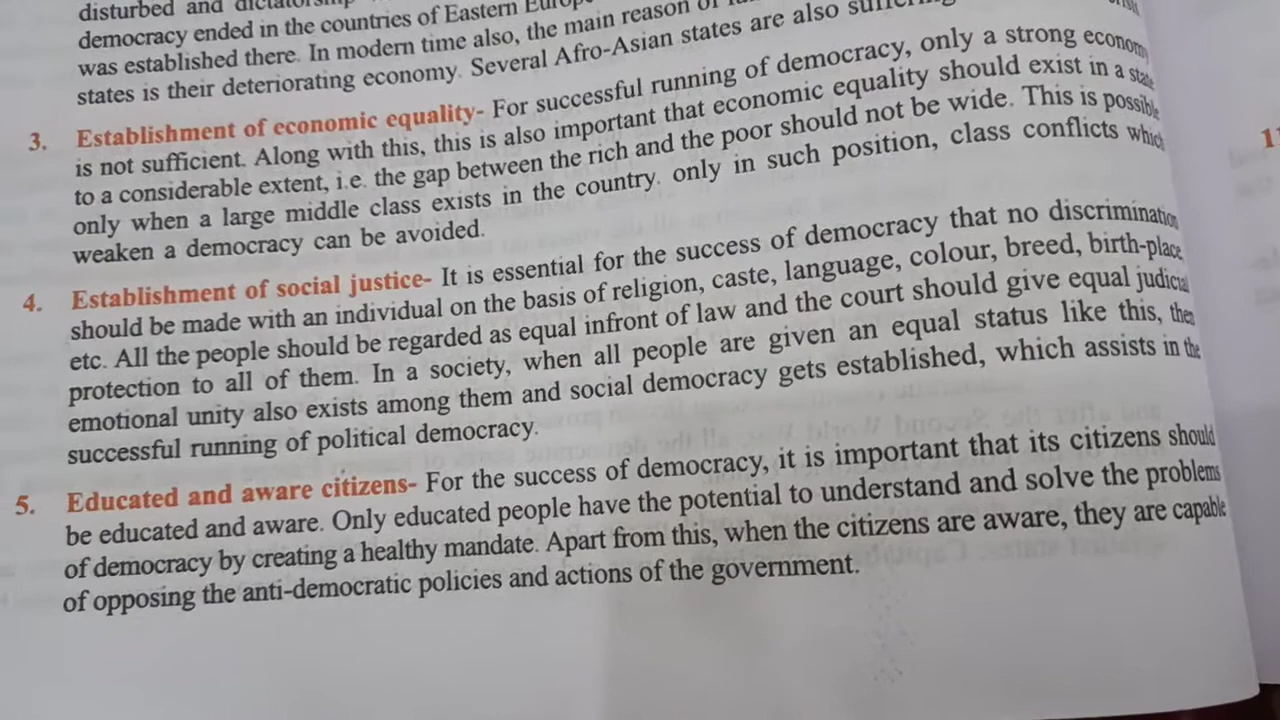 disturbed and
democracy ended in the countries of Eastern
was established there. In modern time also, the main reason of
states is their deteriorating economy. Several Afro-Asian states are also
3. Establishment of economic equality- For successful running of democracy, only a strong economy
is not sufficient. Along with this, this is also important that economic equality should exist in a state
to a considerable extent, i.e. the gap between the rich and the poor should not be wide. This is possible
only when a large middle class exists in the country. only in such position, class conflicts which
weaken a democracy can be avoided.
4. Establishment of social justice- It is essential for the success of democracy that no discrimination
should be made with an individual on the basis of religion, caste, language, colour, breed, birth-place
etc. All the people should be regarded as equal infront of law and the court should give equal judicial
protection to all of them. In a society, when all people are given an equal status like this, then
emotional unity also exists among them and social democracy gets established, which assists in the
successful running of political democracy.
5. Educated and aware citizens- For the success of democracy, it is important that its citizens should
be educated and aware. Only educated people have the potential to understand and solve the problems
of democracy by creating a healthy mandate. Apart from this, when the citizens are aware, they are capable
of opposing the anti-democratic policies and actions of the government.